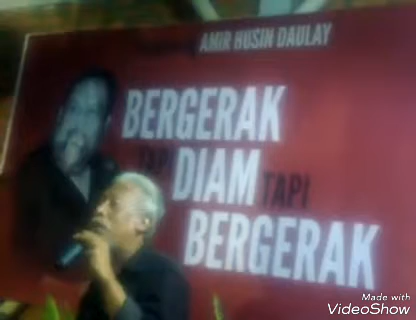 AMIR HUSIN DAULAY
BERGERAK
TAPI DIAM TAPI
BERGERAK
Made with
VideoShow